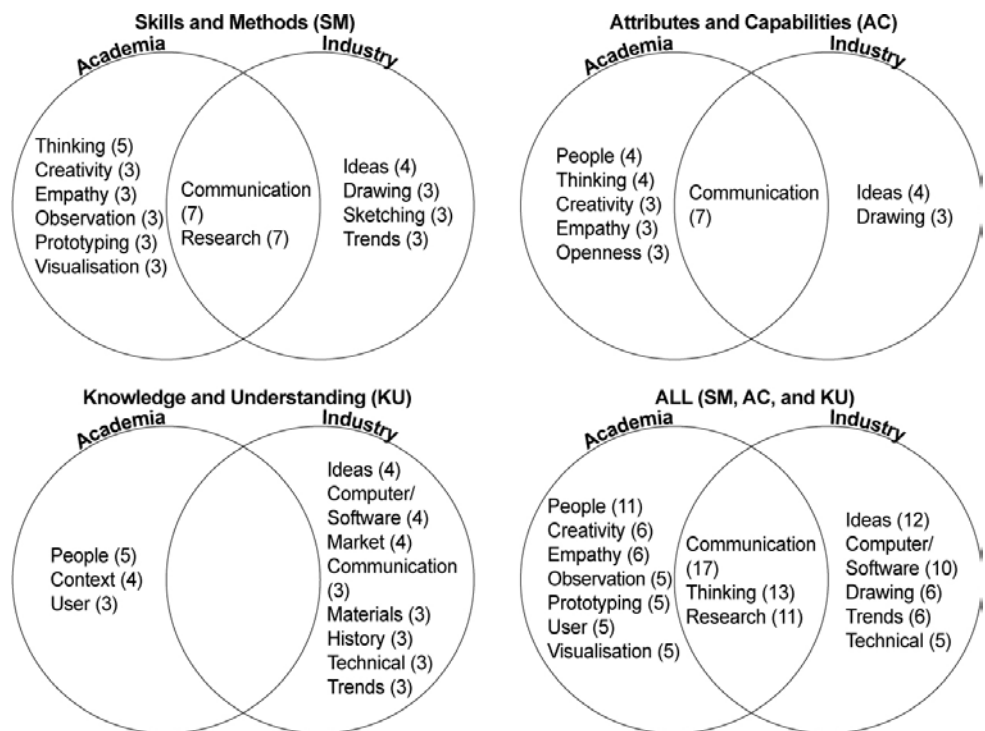 Skills and Methods (SM)
Academia
Industry
Thinking (5)
Creativity (3)
Empathy (3)
Observation (3)
Prototyping (3)
Visualisation (3)
Communication
(7)
Research (7)
Ideas (4)
Drawing (3)
Sketching (3)
Trends (3)
Attributes and Capabilities (AC)
Academia
Industry
People (4)
Thinking (4)
Creativity (3)
Empathy (3)
Openness (3)
Communication
(7)
Ideas (4)
Drawing (3)
Knowledge and Understanding (KU)
Academia
Industry
People (5)
Context (4)
User (3)
Ideas (4)
Computer/
Software (4)
Market (4)
Communication
(3)
Materials (3)
History (3)
Technical (3)
Trends (3)
ALL (SM, AC, and KU)
Academia
Industry
People (11)
Creativity (6)
Empathy (6)
Observation (5)
Prototyping (5)
User (5)
Visualisation (5)
Communication
(17)
Thinking (13)
Research (11)
Ideas (12)
Computer/
Software (10)
Drawing (6)
Trends (6)
Technical (5)